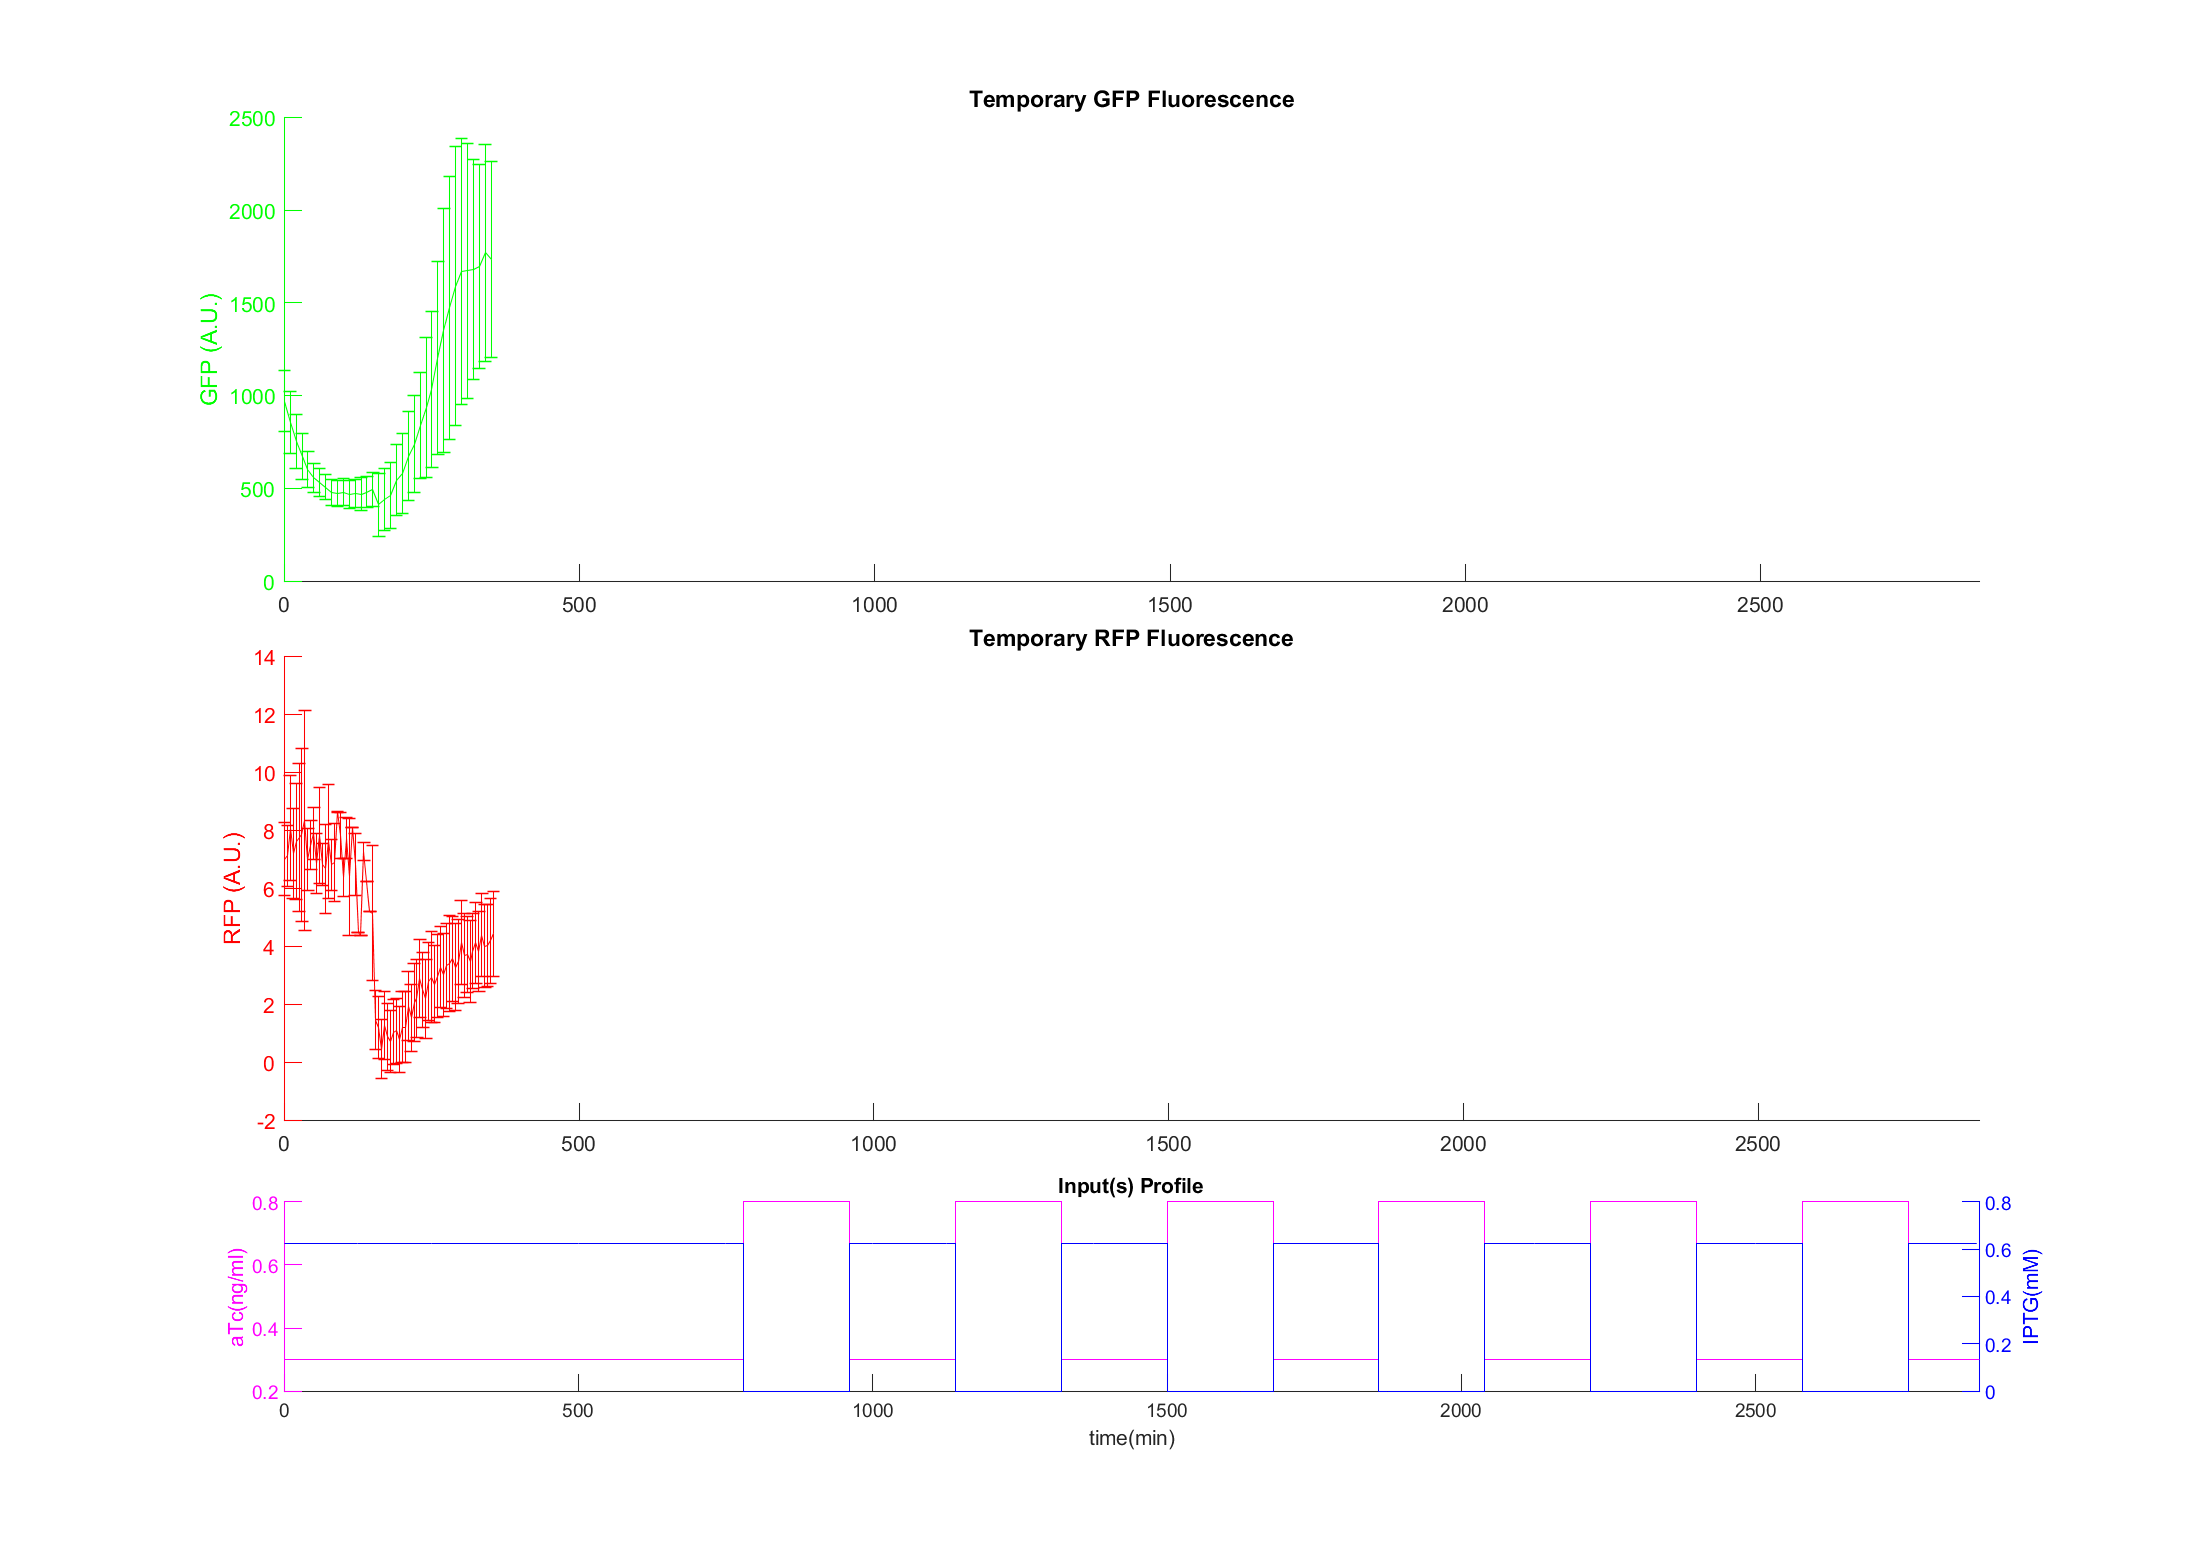 Temporary GFP Fluorescence
2500
2000
1500
1000
500
0
GFP (A.U.)
0 500 1000 1500 2000 2500
Temporary RFP Fluorescence
14
12
10
8
6
4
2
0
-2
RFP (A.U.)
0 500 1000 1500 2000 2500
Input(s) Profile
0.8
0.6
0.4
0.2
aTc(ng/ml)
0.8
0.6
0.4
0.2
0
IPTG(mM)
0 500 1000 1500 2000 2500
time(min)